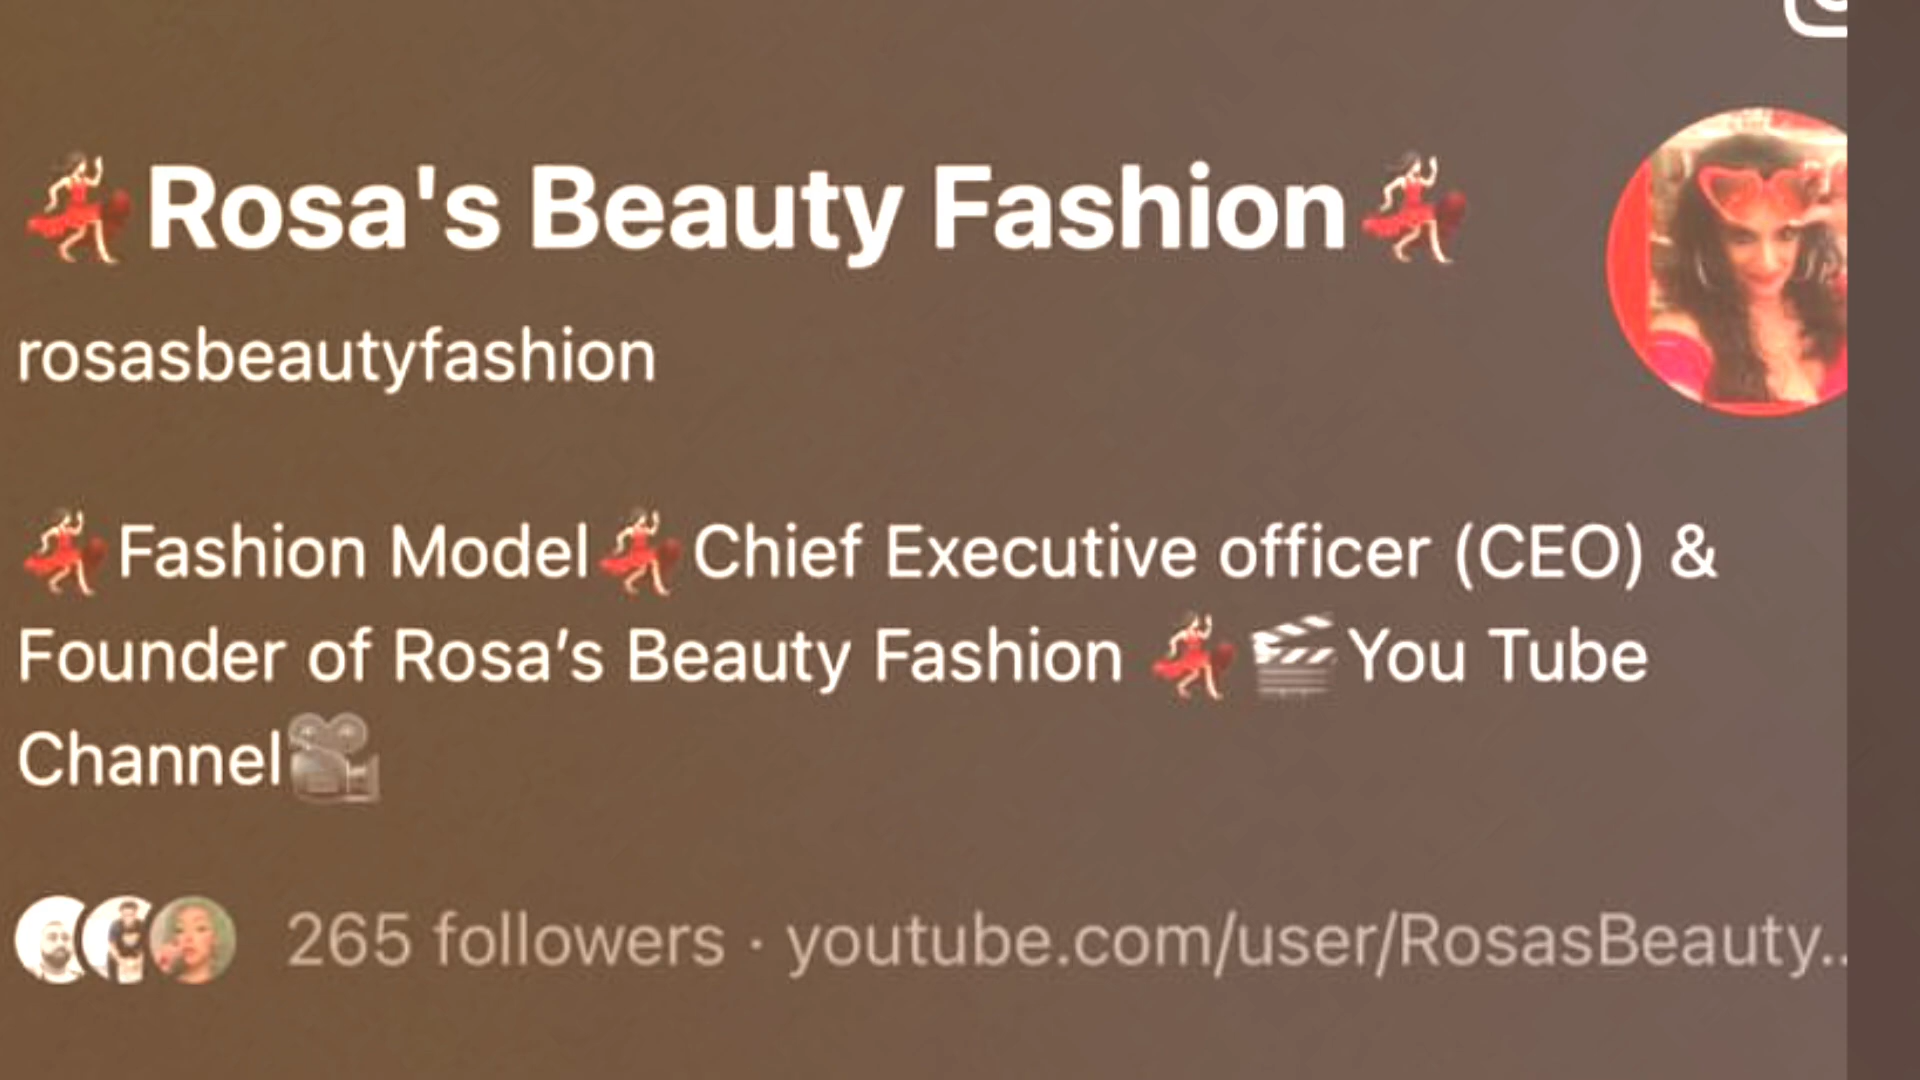 💃Rosa's Beauty Fashion💃
rosasbeautyfashion
💃Fashion Model💃Chief Executive officer (CEO) &
Founder of Rosa’s Beauty Fashion 💃🎬You Tube
Channel🎥
265 followers · youtube.com/user/RosasBeauty...